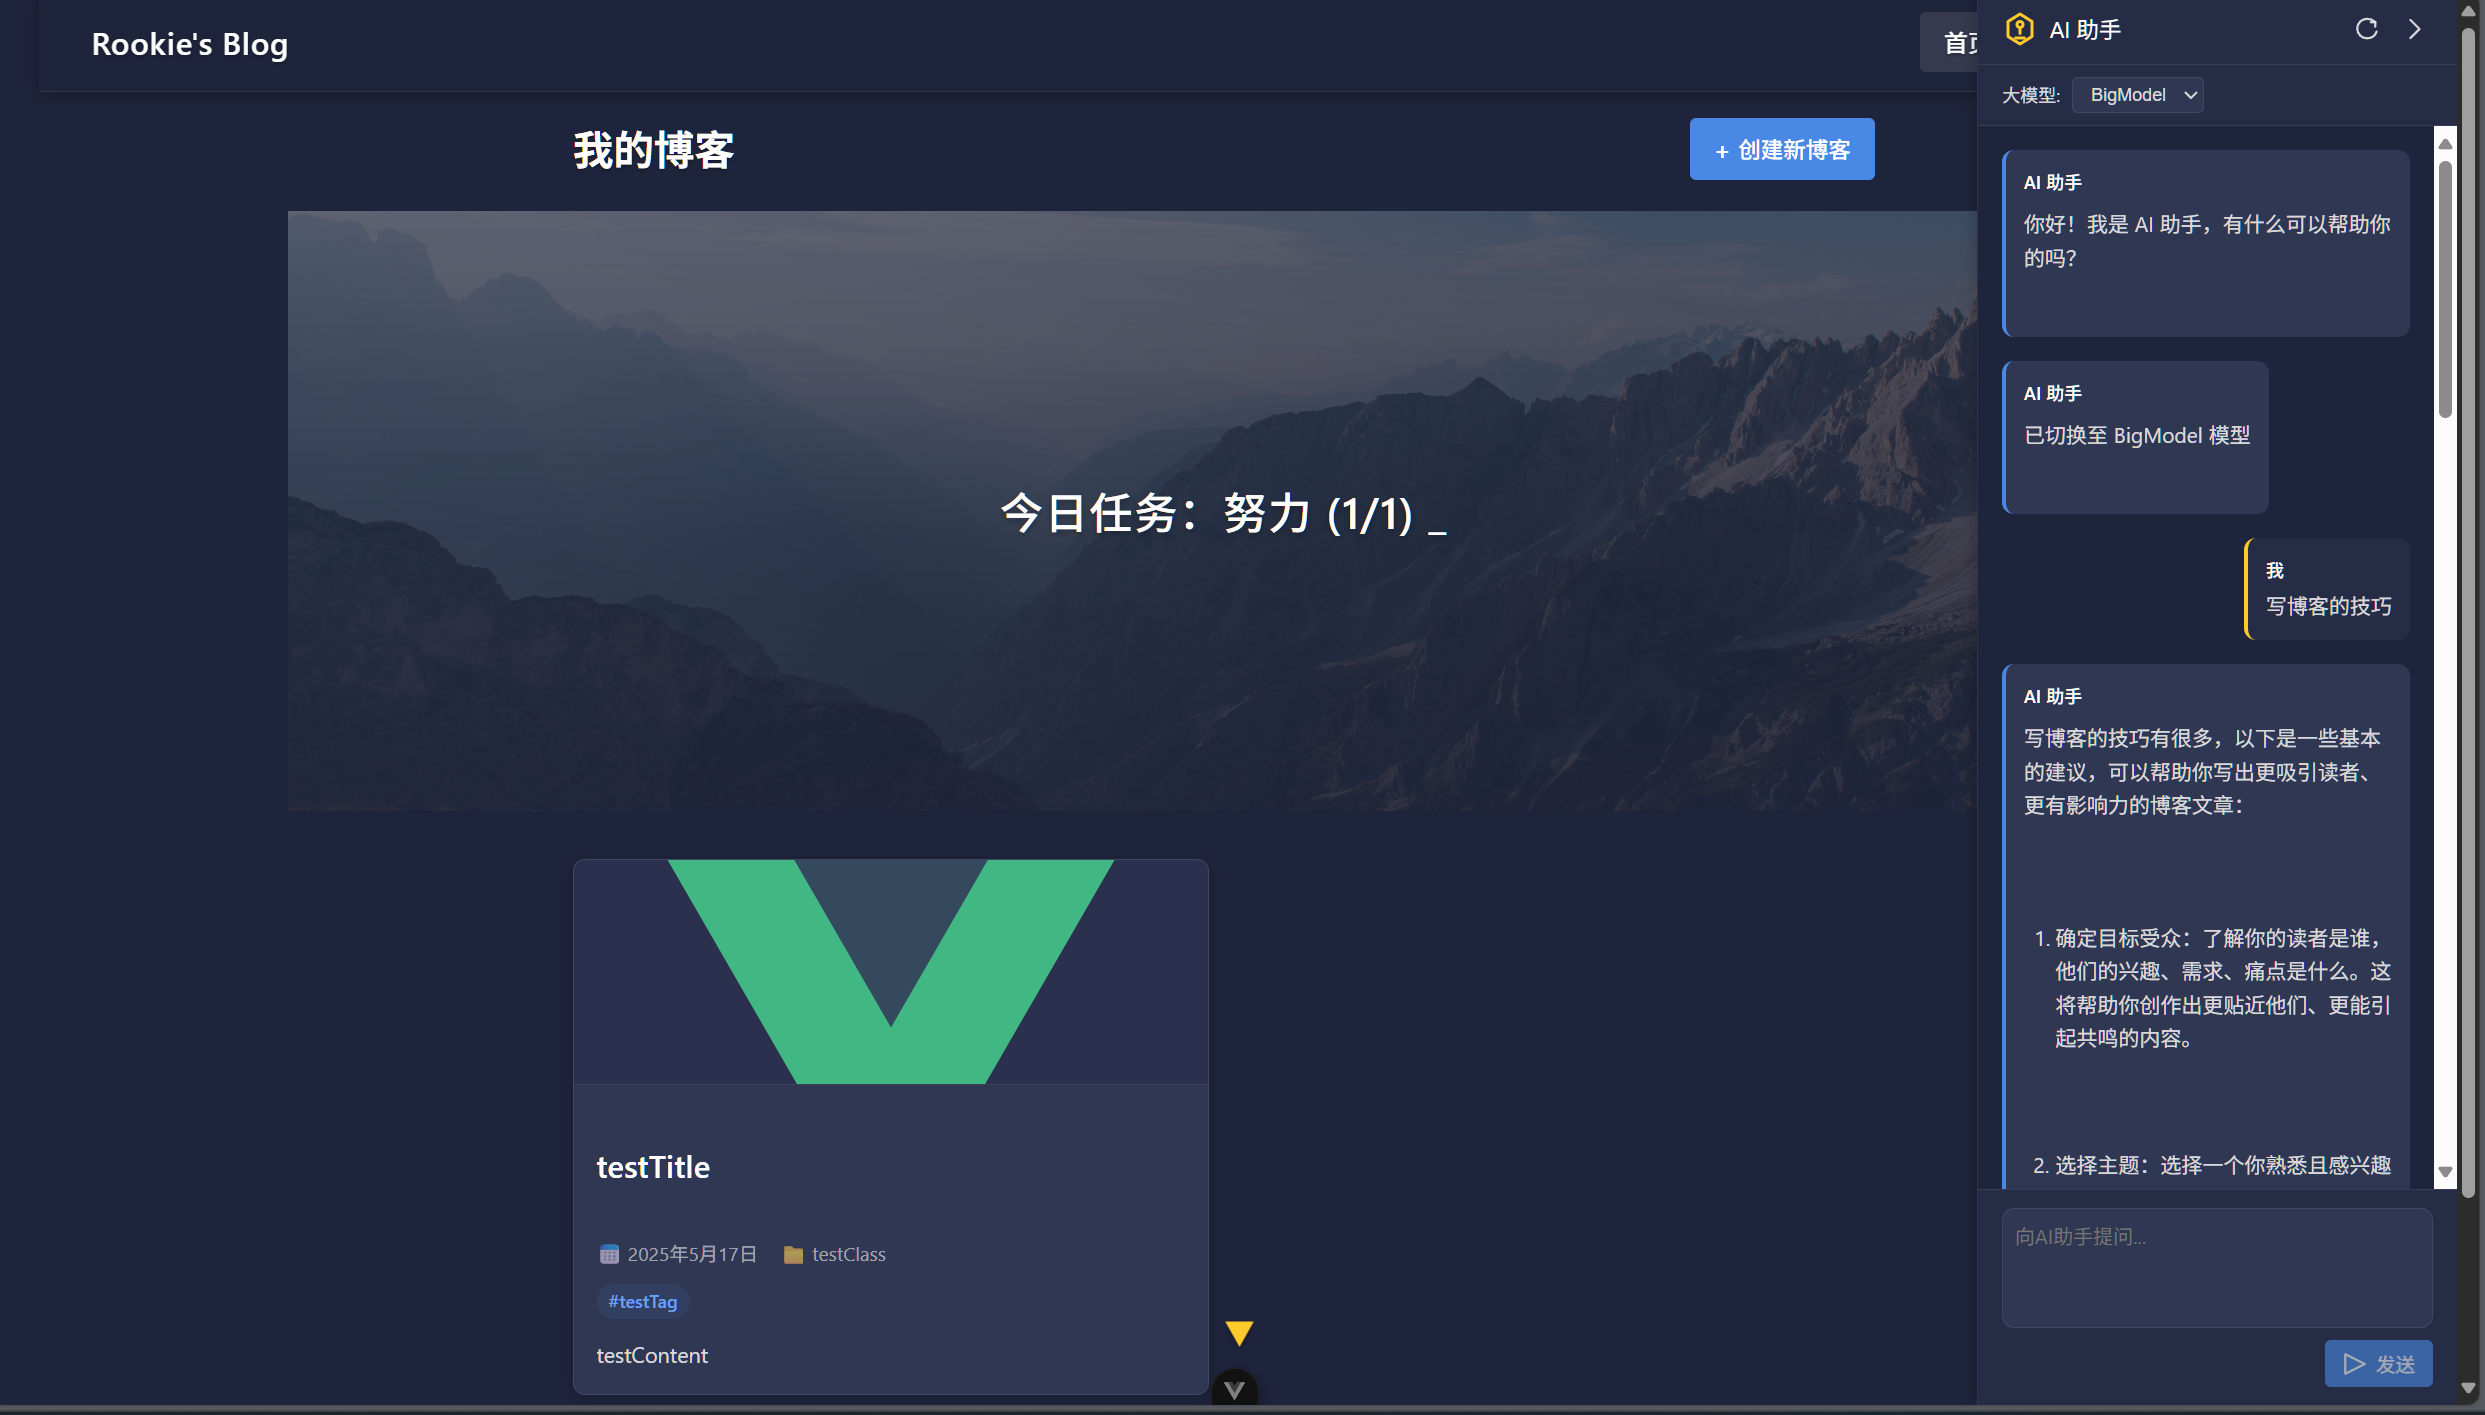 Rookie's Blog
首页
我的博客
+ 创建新博客
今日任务：努力 (1/1) _
testTitle
2025年5月17日 testClass
#testTag
testContent
AI 助手
大模型: BigModel
AI 助手
你好！我是 AI 助手，有什么可以帮助你
的吗？
AI 助手
已切换至 BigModel 模型
我
写博客的技巧
AI 助手
写博客的技巧有很多，以下是一些基本
的建议，可以帮助你写出更吸引读者、
更有影响力的博客文章：
1. 确定目标受众：了解你的读者是谁，
他们的兴趣、需求、痛点是什么。这
将帮助你创作出更贴近他们、更能引
起共鸣的内容。
2. 选择主题：选择一个你熟悉且感兴趣
向AI助手提问...
发送